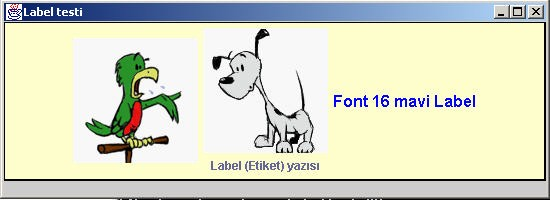 Label testi
Font 16 mavi Label
Label (Etiket) yazısı